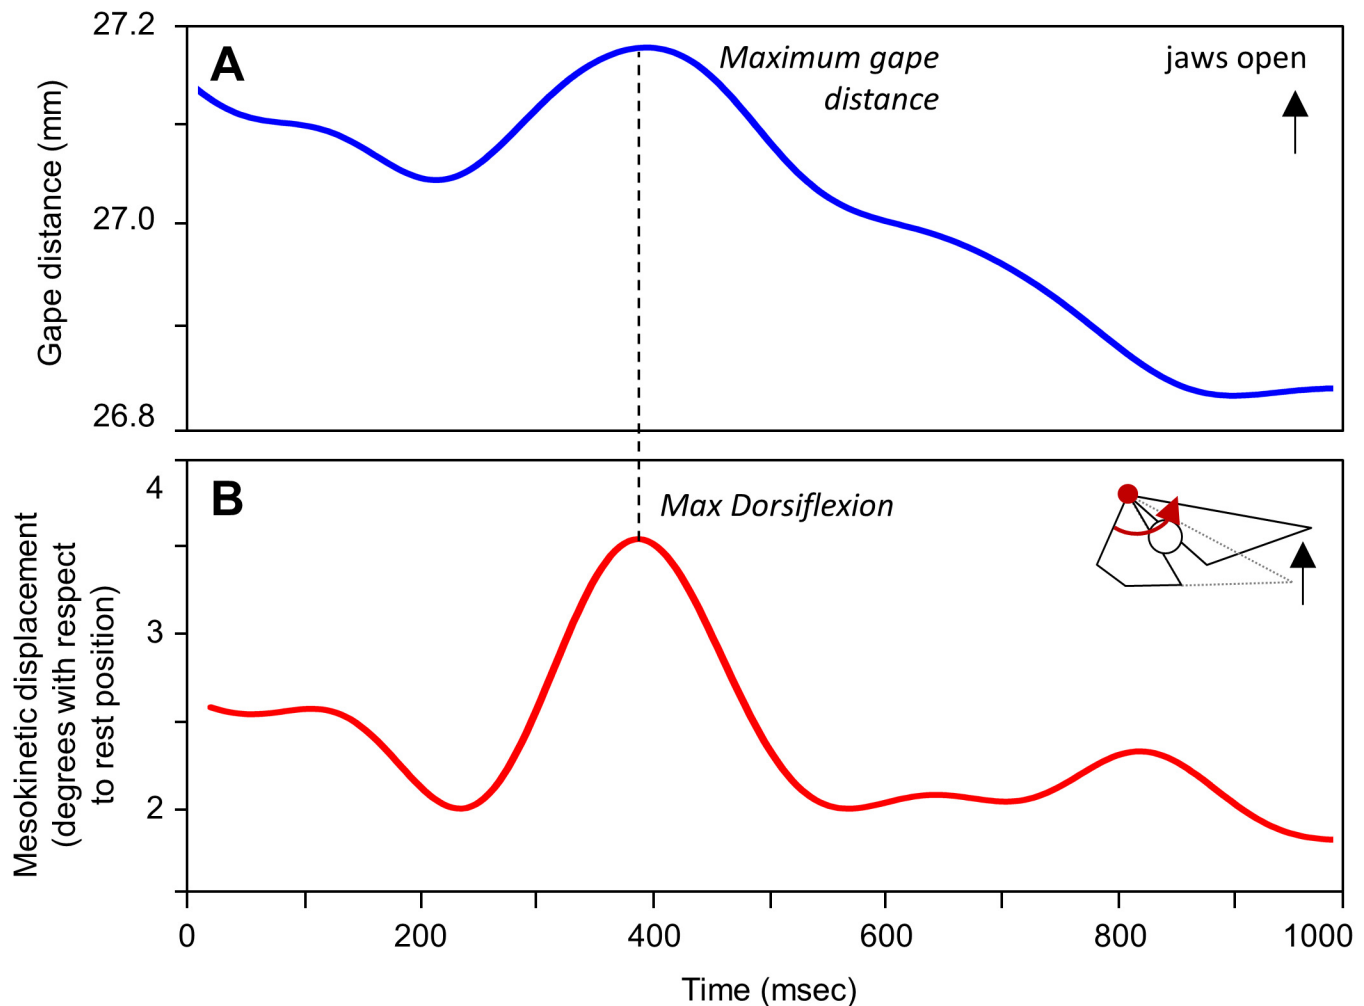 27.2
A
Maximum gape
distance
jaws open
Gape distance (mm)
27.0
26.8
B
Max Dorsiflexion
4
3
2
Mesokinetic displacement
(degrees with respect
to rest position)
0
200
400
600
800
1000
Time (msec)